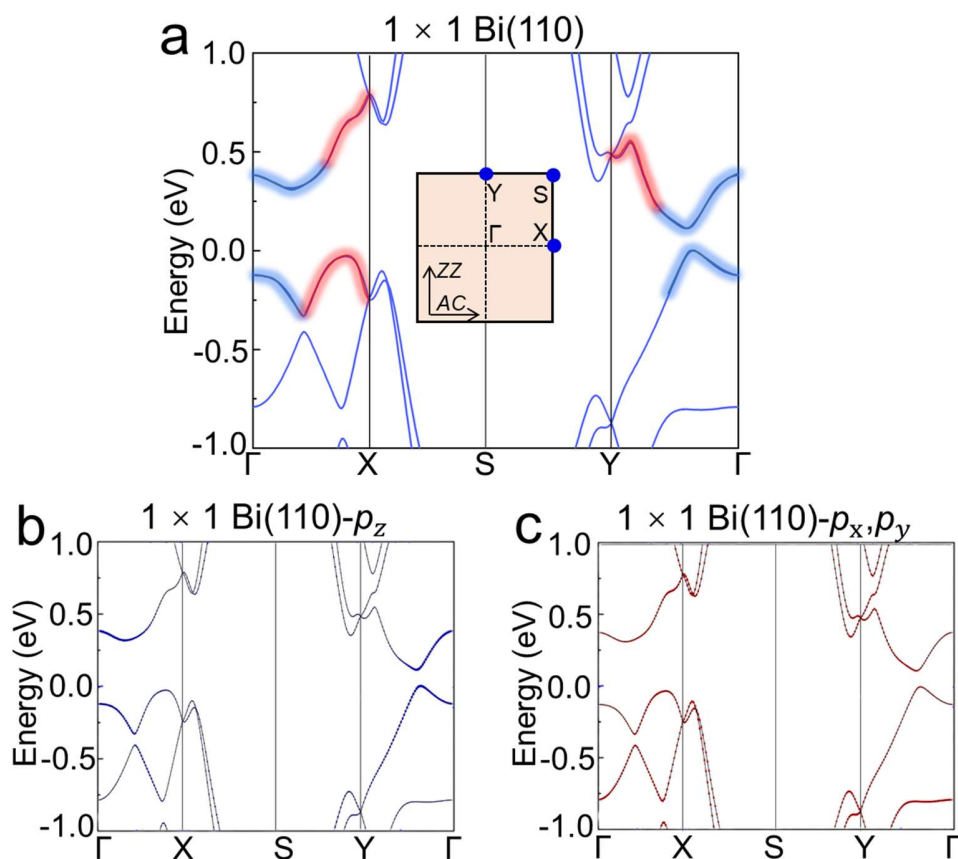 a
1 × 1 Bi(110)
Energy (eV)
1.0
0.5
0.0
-0.5
-1.0
Y
S
Γ
X
ZZ
AC
Γ X S Y Γ
b
1 × 1 Bi(110)-pz
Energy (eV)
1.0
0.5
0.0
-0.5
-1.0
Γ X S Y Γ
c
1 × 1 Bi(110)-px,py
Energy (eV)
1.0
0.5
0.0
-0.5
-1.0
Γ X S Y Γ